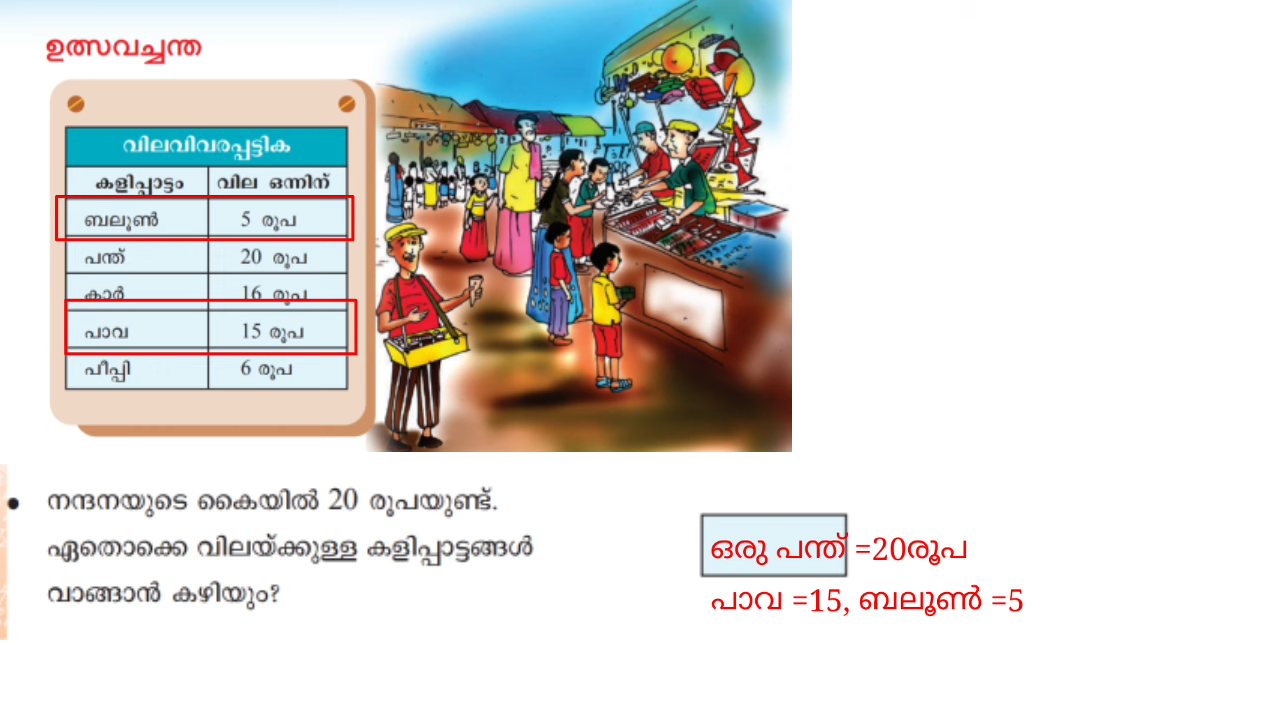 ഉത്സവച്ചന്ത
വിലവിവരപ്പട്ടിക
കളിപ്പാട്ടം വില ഒന്നിന്
ബലൂൺ 5 രൂപ
പന്ത് 20 രൂപ
കാർ 16 രൂപ
പാവ 15 രൂപ
പീപ്പി 6 രൂപ
നന്ദനയുടെ കൈയിൽ 20 രൂപയുണ്ട്.
ഏതൊക്കെ വിലയ്ക്കുള്ള കളിപ്പാട്ടങ്ങൾ
വാങ്ങാൻ കഴിയും?
ഒരു പന്ത് =20രൂപ
പാവ =15, ബലൂൺ =5